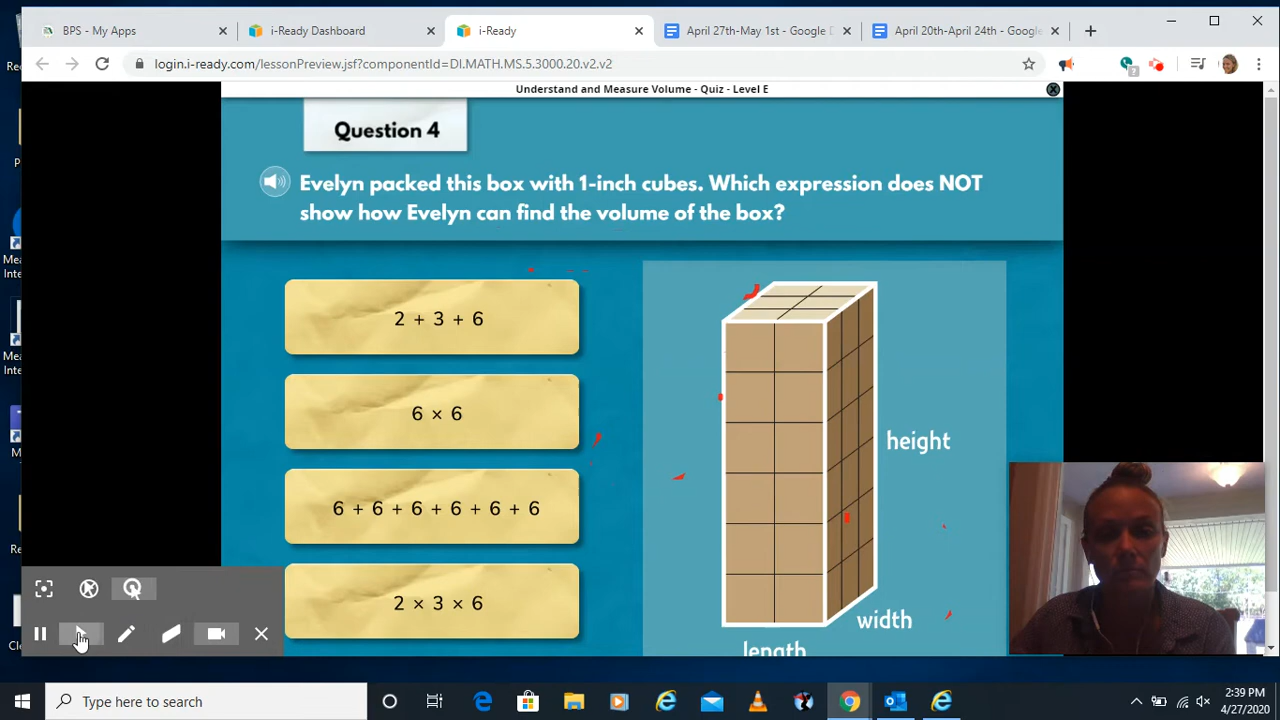 BPS - My Apps
i-Ready Dashboard
i-Ready
April 27th-May 1st - Google D
April 20th-April 24th - Google
login.i-ready.com/lessonPreview.jsf?componentId=DI.MATH.MS.5.3000.20.v2.v2
Understand and Measure Volume - Quiz - Level E
Question 4
Evelyn packed this box with 1-inch cubes. Which expression does NOT
show how Evelyn can find the volume of the box?
2 + 3 + 6
6 × 6
6 + 6 + 6 + 6 + 6 + 6
2 × 3 × 6
height
width
length
Type here to search
2:39 PM
4/27/2020